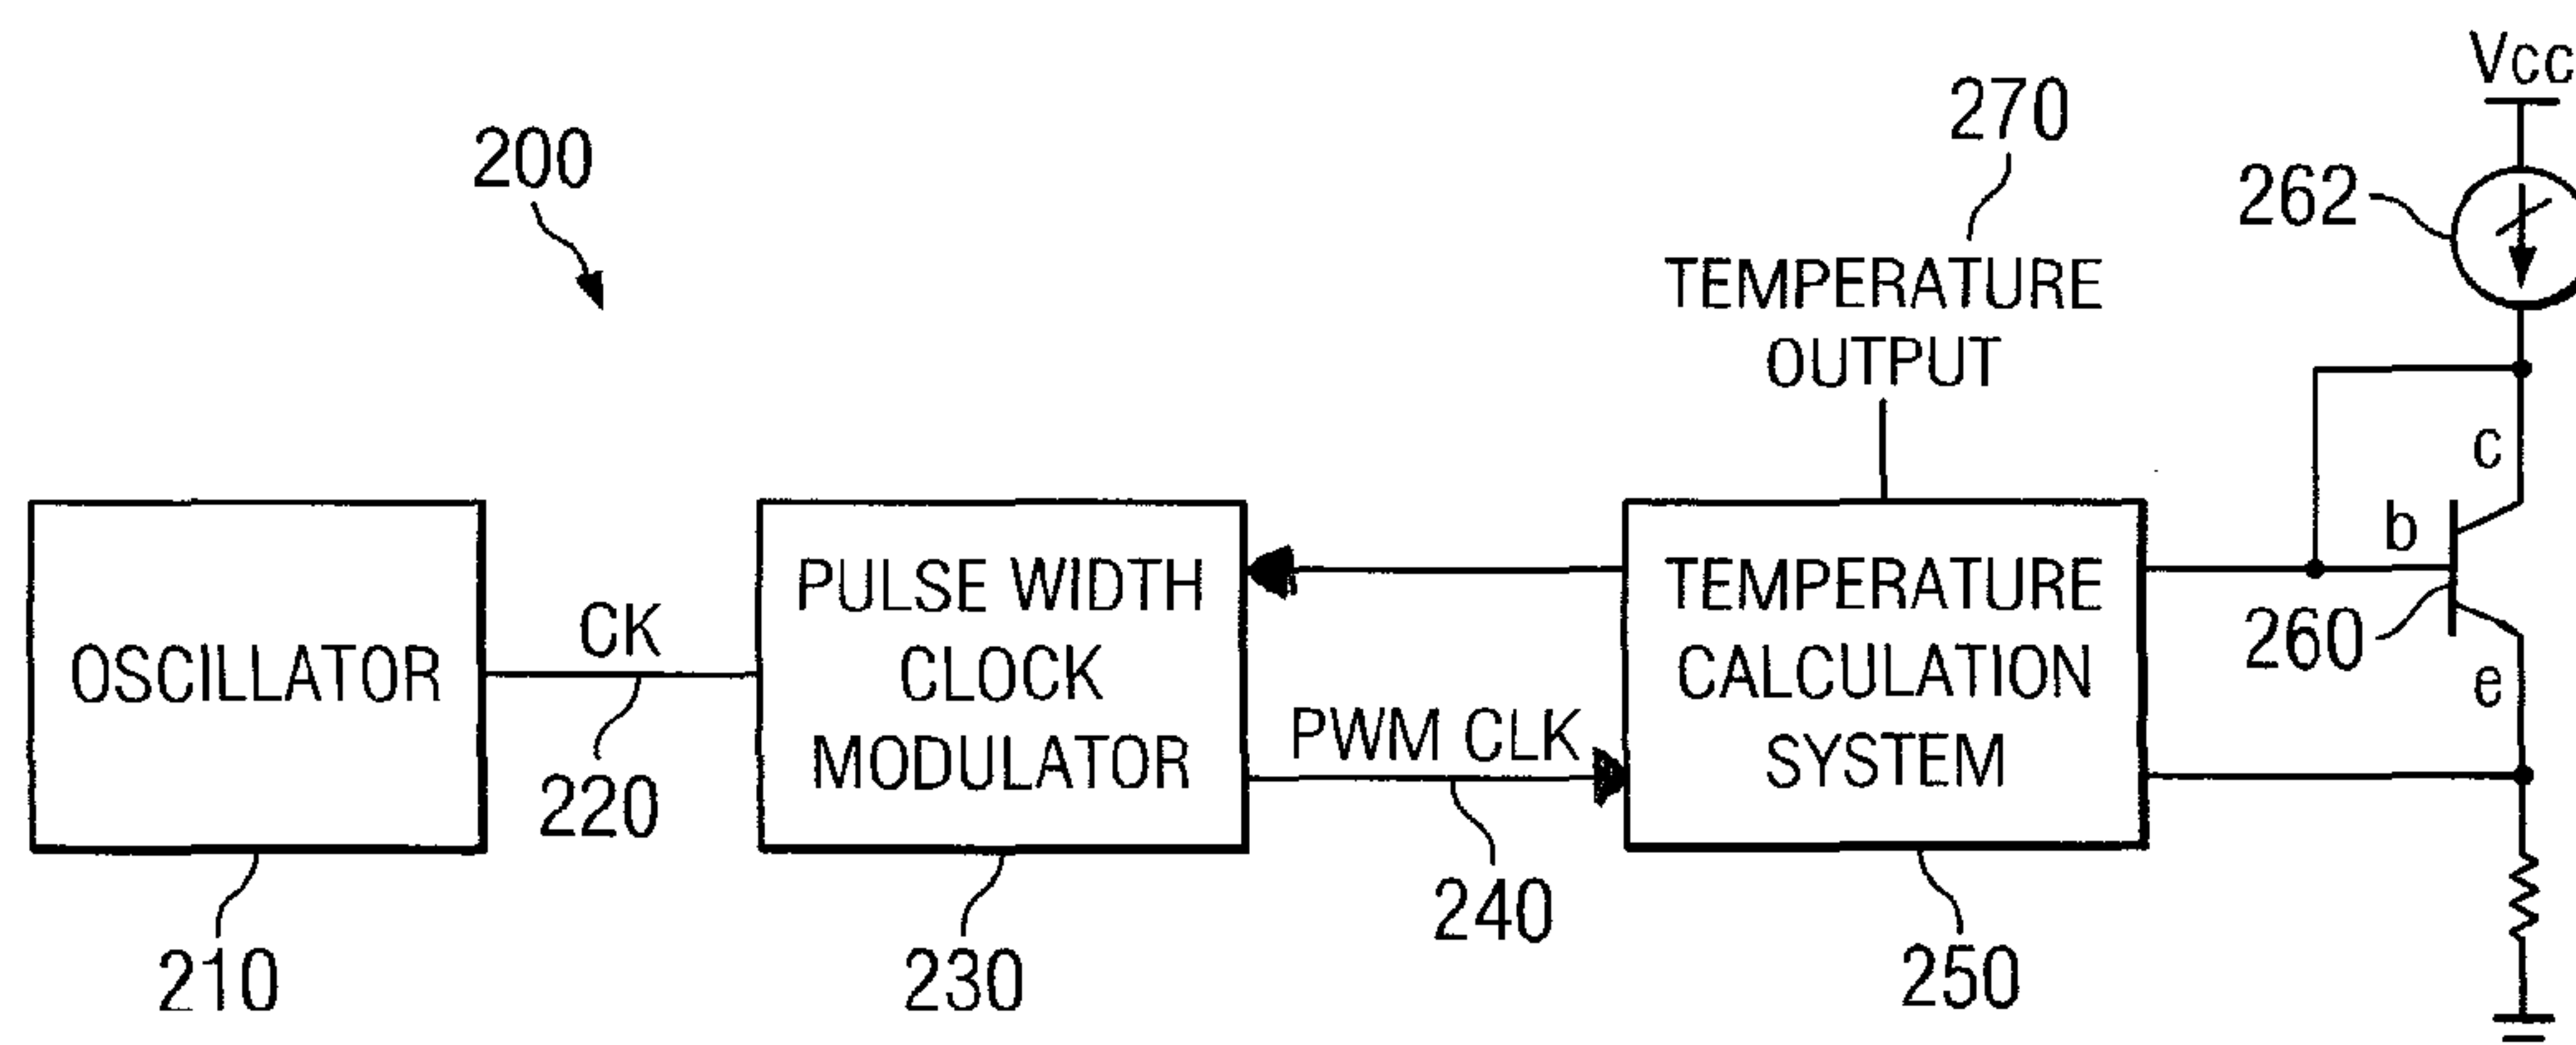 200
270
Vcc
262
TEMPERATURE
OUTPUT
c
b
260
e
OSCILLATOR
CK
220
PULSE WIDTH
CLOCK
MODULATOR
PWM CLK
240
TEMPERATURE
CALCULATION
SYSTEM
210
230
250